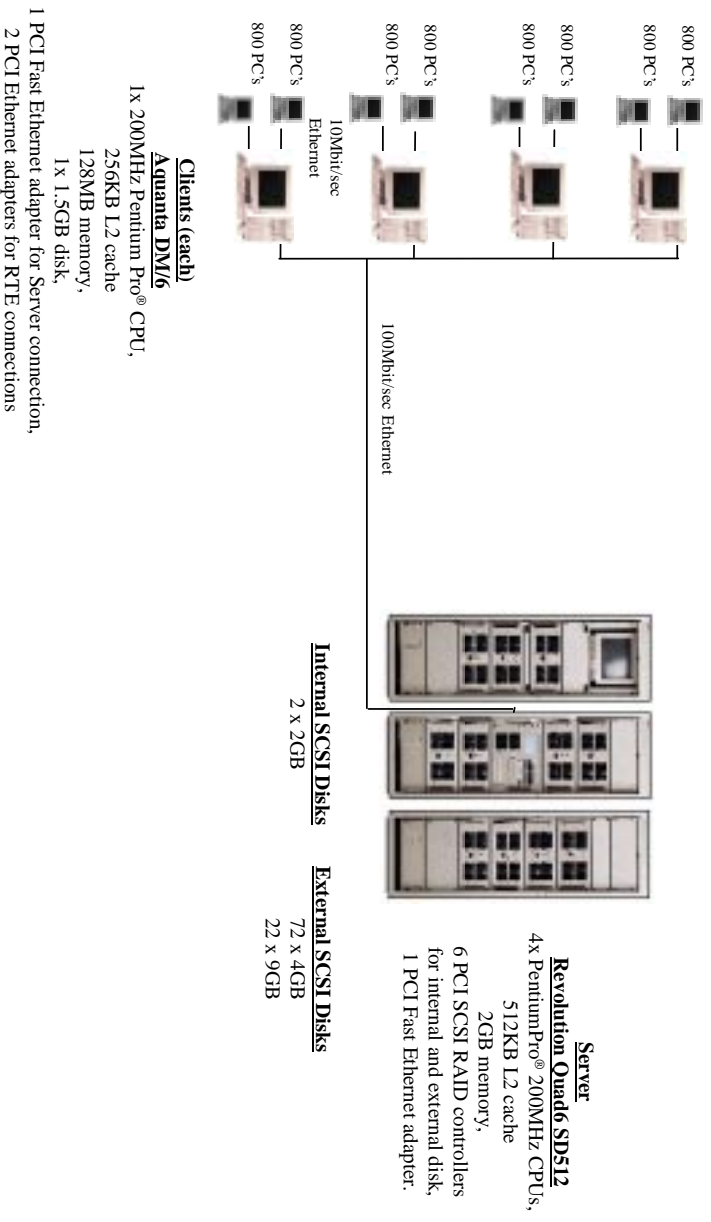 800 PC's
800 PC's
800 PC's
800 PC's
800 PC's
800 PC's
800 PC's
800 PC's
10Mbit/sec
Ethernet
100Mbit/sec Ethernet
Clients (each)
Aquanta DM/6
1x 200MHz Pentium Pro® CPU,
256KB L2 cache
128MB memory,
1x 1.5GB disk,
1 PCI Fast Ethernet adapter for Server connection,
2 PCI Ethernet adapters for RTE connections
Server
Revolution Quad6 SD512
4x PentiumPro® 200MHz CPUs,
512KB L2 cache
2GB memory,
6 PCI SCSI RAID controllers
for internal and external disk,
1 PCI Fast Ethernet adapter.
Internal SCSI Disks
2 x 2GB
External SCSI Disks
72 x 4GB
22 x 9GB